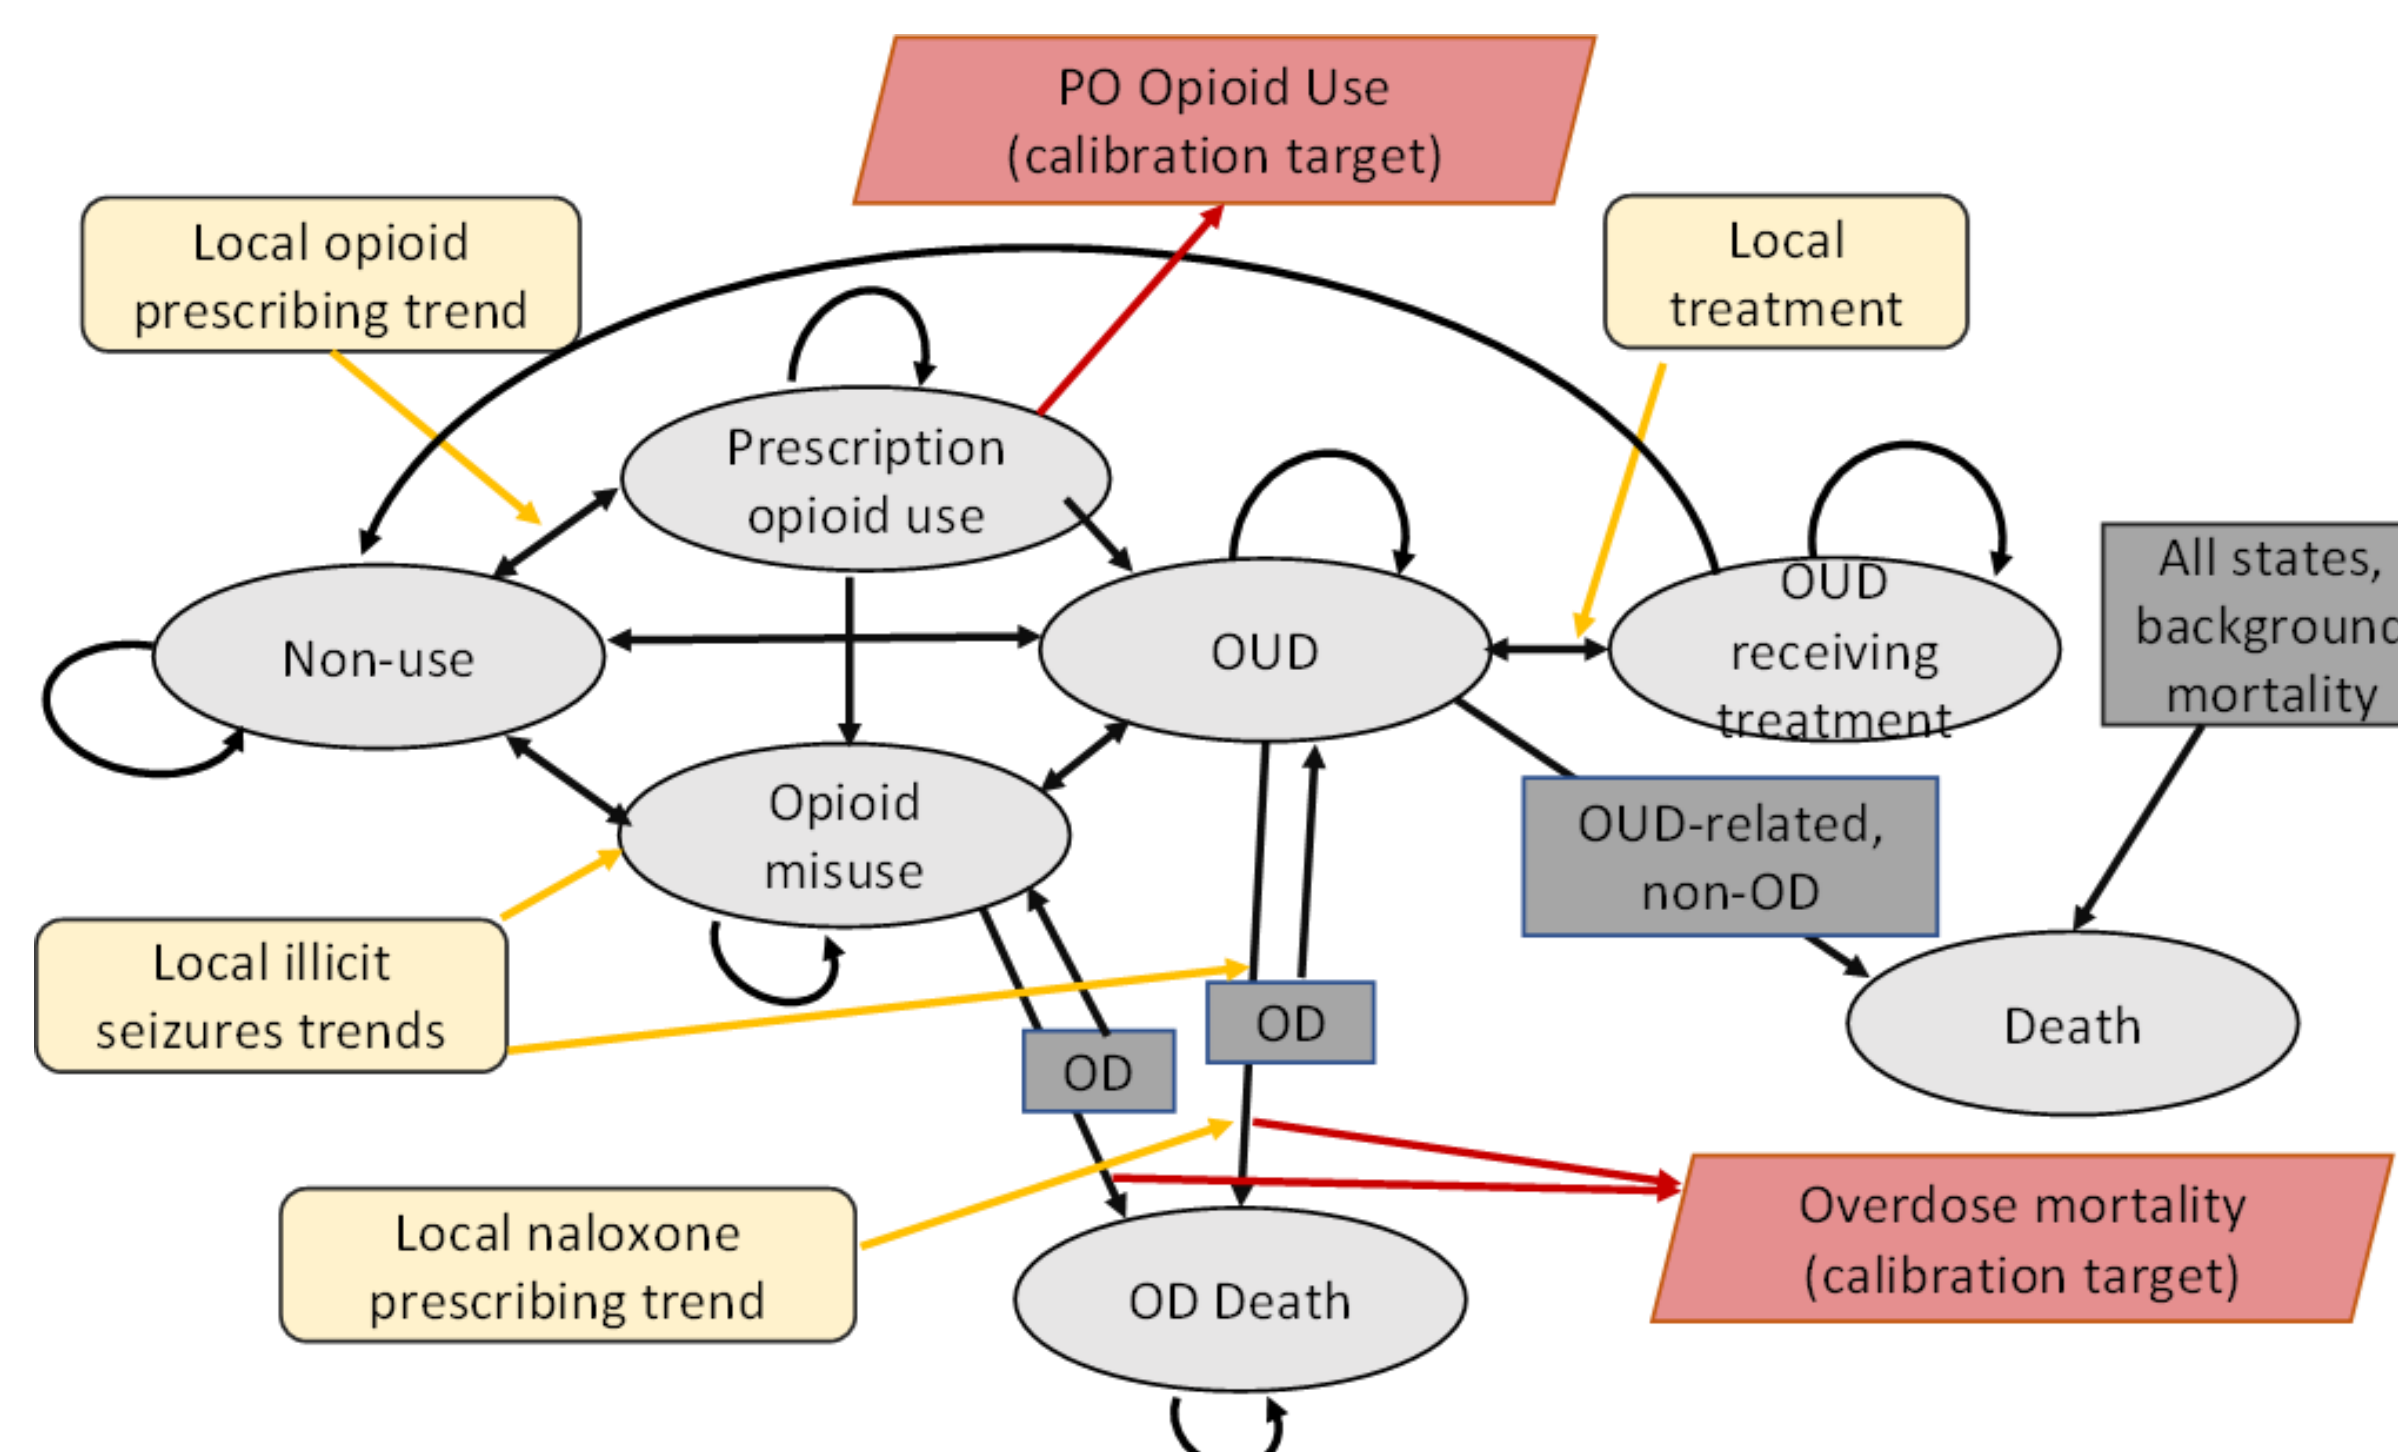 PO Opioid Use
(calibration target)
Local opioid
prescribing trend
Local
treatment
Prescription
opioid use
Non-use
OUD
OUD
receiving
treatment
All states,
background
mortality
Opioid
misuse
OUD-related,
non-OD
Local illicit
seizures trends
OD
OD
Death
Local naloxone
prescribing trend
OD Death
Overdose mortality
(calibration target)